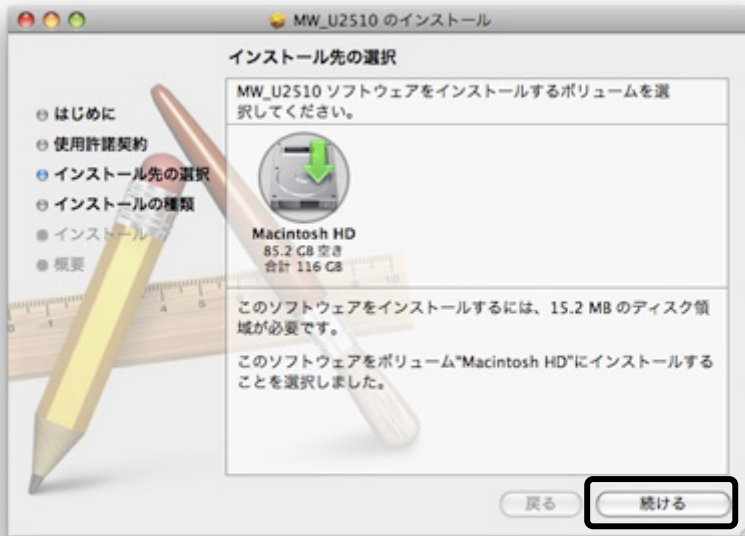 MW_U2510 のインストール
インストール先の選択
はじめに
使用許諾契約
インストール先の選択
インストールの種類
インストール
概要
MW_U2510 ソフトウェアをインストールするボリュームを選
択してください。
Macintosh HD
85.2 GB 空き
合計 116 GB
このソフトウェアをインストールするには、15.2 MB のディスク領
域が必要です。
このソフトウェアをボリューム"Macintosh HD"にインストールする
ことを選択しました。
戻る
続ける